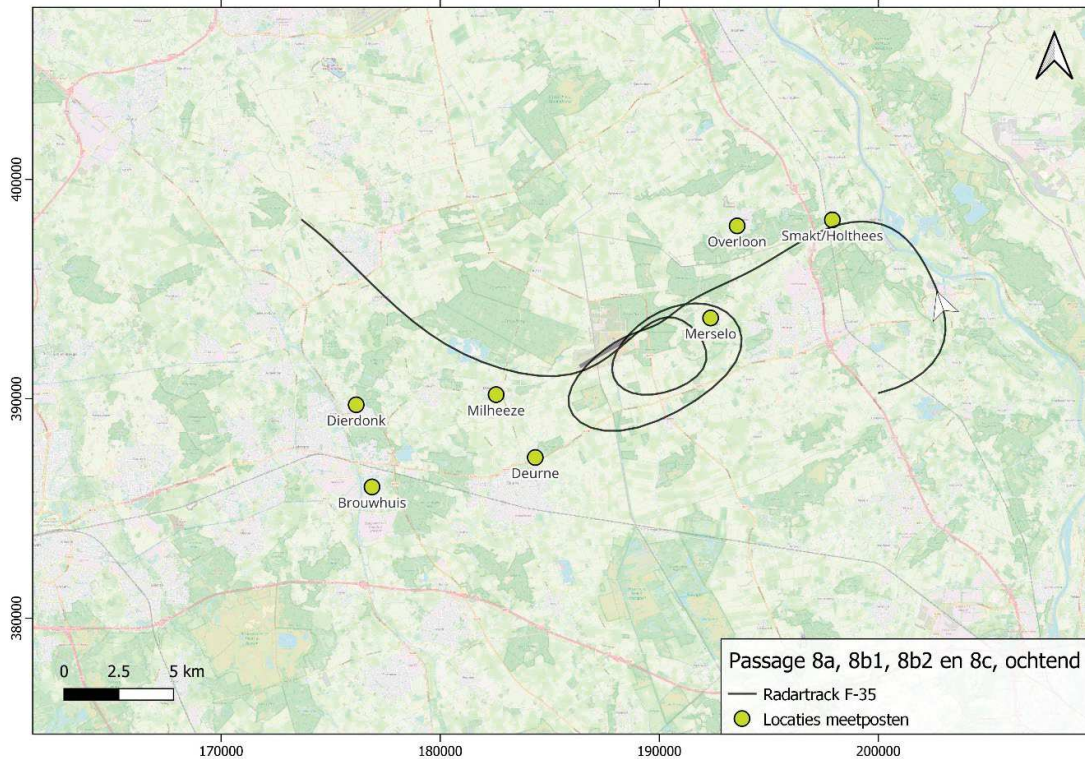 400000
390000
380000
Overloon
Smakt/Holthees
Merselo
Dierdonk
Milheeze
Deurne
Brouwhuis
0 2.5 5 km
Passage 8a, 8b1, 8b2 en 8c, ochtend
Radartrack F-35
Locaties meetposten
170000 180000 190000 200000